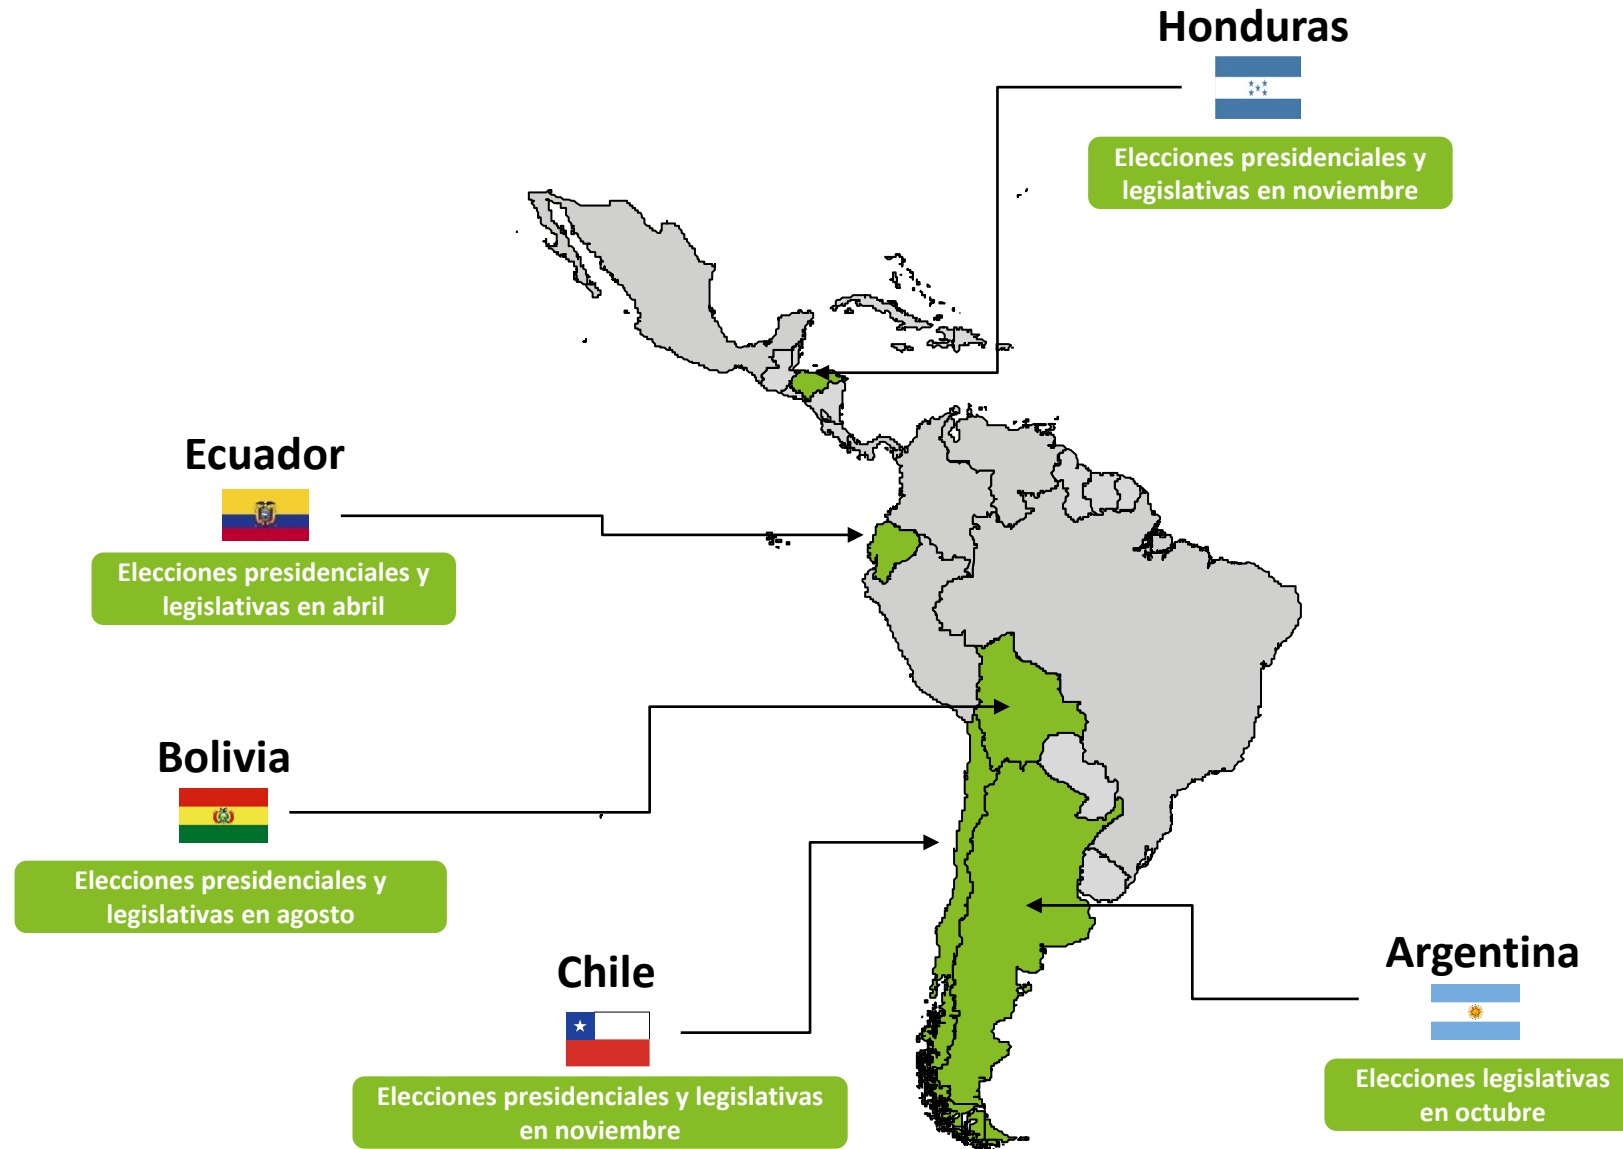 Honduras
Elecciones presidenciales y
legislativas en noviembre
Ecuador
Elecciones presidenciales y
legislativas en abril
Bolivia
Elecciones presidenciales y
legislativas en agosto
Chile
Elecciones presidenciales y legislativas
en noviembre
Argentina
Elecciones legislativas
en octubre